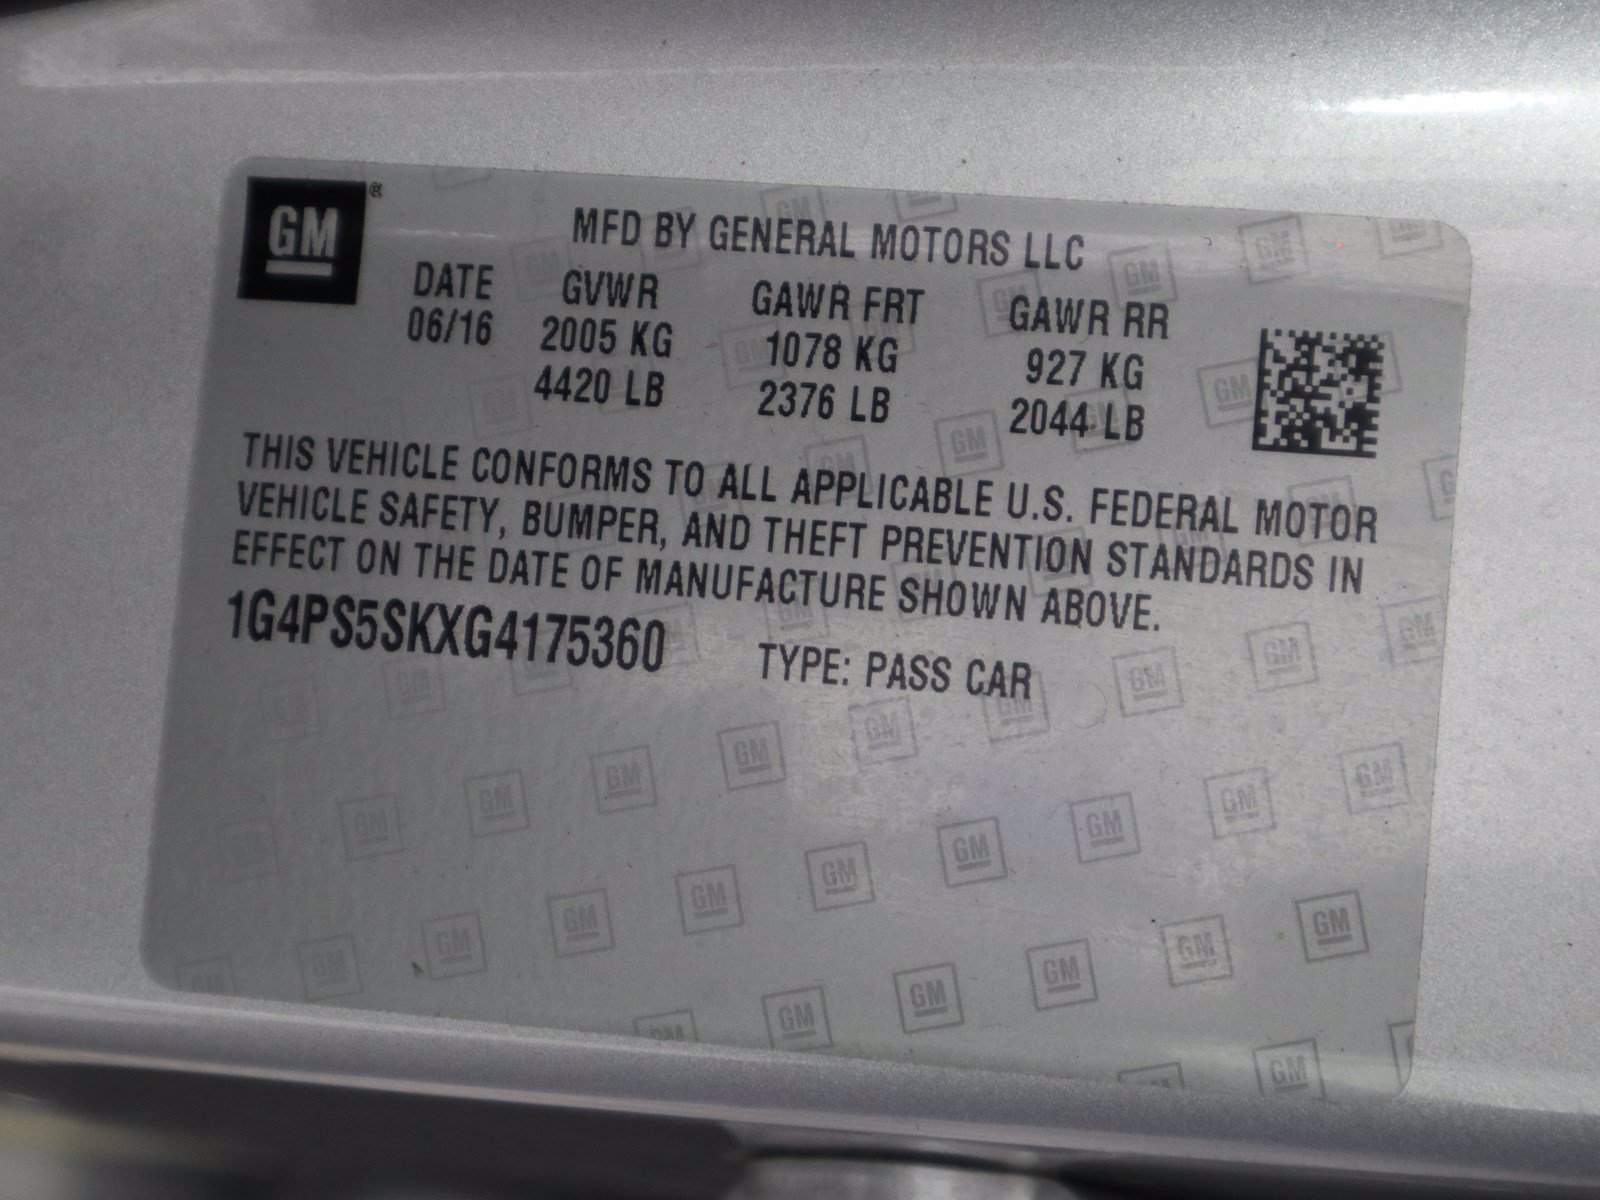 GM®
MFD BY GENERAL MOTORS LLC
DATE GVWR GAWR FRT GAWR RR
06/16 2005 KG 1078 KG 927 KG
4420 LB 2376 LB 2044 LB
THIS VEHICLE CONFORMS TO ALL APPLICABLE U.S. FEDERAL MOTOR
VEHICLE SAFETY, BUMPER, AND THEFT PREVENTION STANDARDS IN
EFFECT ON THE DATE OF MANUFACTURE SHOWN ABOVE.
1G4PS5SKXG4175360 TYPE: PASS CAR